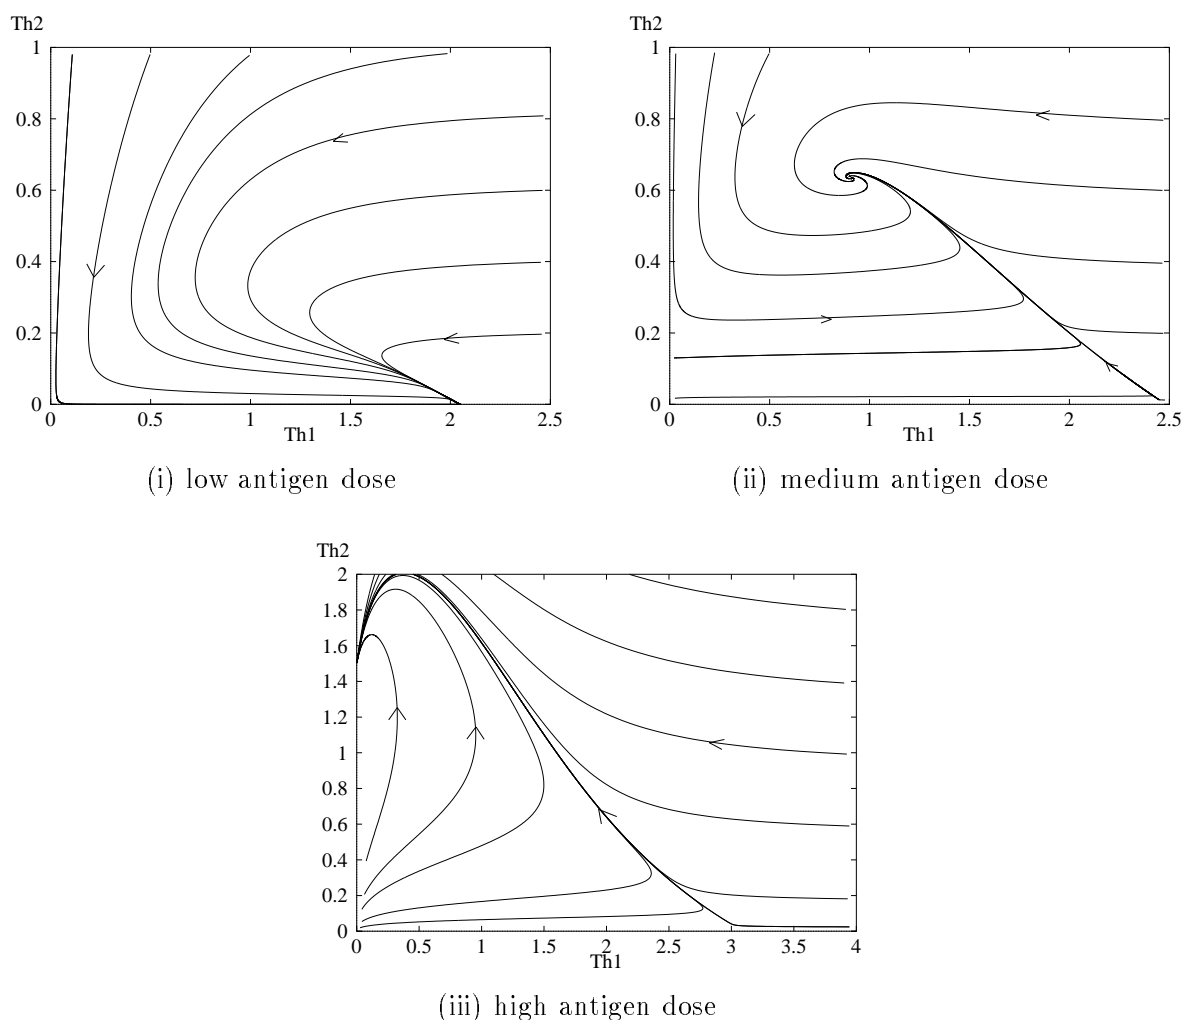 Th2
1
0.8
0.6
0.4
0.2
0
0 0.5 1 1.5 2 2.5
Th1
(i) low antigen dose
Th2
1
0.8
0.6
0.4
0.2
0
0 0.5 1 1.5 2 2.5
Th1
(ii) medium antigen dose
Th2
2
1.8
1.6
1.4
1.2
1
0.8
0.6
0.4
0.2
0
0 0.5 1 1.5 2 2.5 3 3.5 4
Th1
(iii) high antigen dose